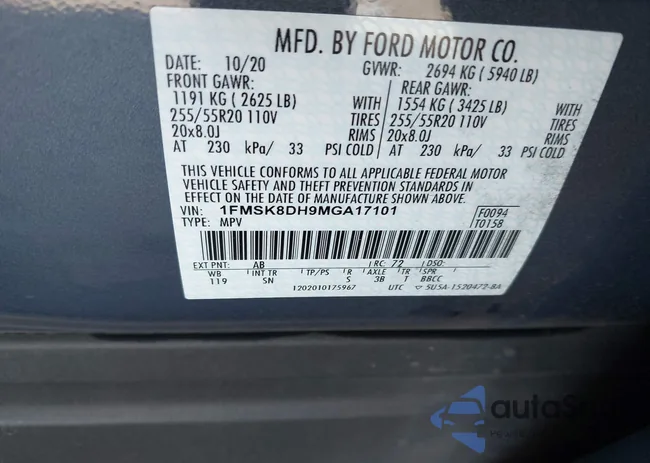 MFD. BY FORD MOTOR CO.
DATE: 10/20 GVWR: 2694 KG ( 5940 LB)
FRONT GAWR: REAR GAWR:
1191 KG ( 2625 LB) WITH 1554 KG ( 3425 LB) WITH
255/55R20 110V TIRES 255/55R20 110V TIRES
20x8.0J RIMS 20x8.0J RIMS
AT 230 kPa/ 33 PSI COLD AT 230 kPa/ 33 PSI COLD
THIS VEHICLE CONFORMS TO ALL APPLICABLE FEDERAL MOTOR
VEHICLE SAFETY AND THEFT PREVENTION STANDARDS IN
EFFECT ON THE DATE OF MANUFACTURE SHOWN ABOVE.
VIN: 1FMSK8DH9MGA17101 F0094
TYPE: MPV T0158
EXT PNT: AB RC: 72 DSO:
WB INT TR TP/PS R AXLE TR SPR
119 SN S 3B T BBCC
1202010175967 UTC 5U5A-1520472-BA